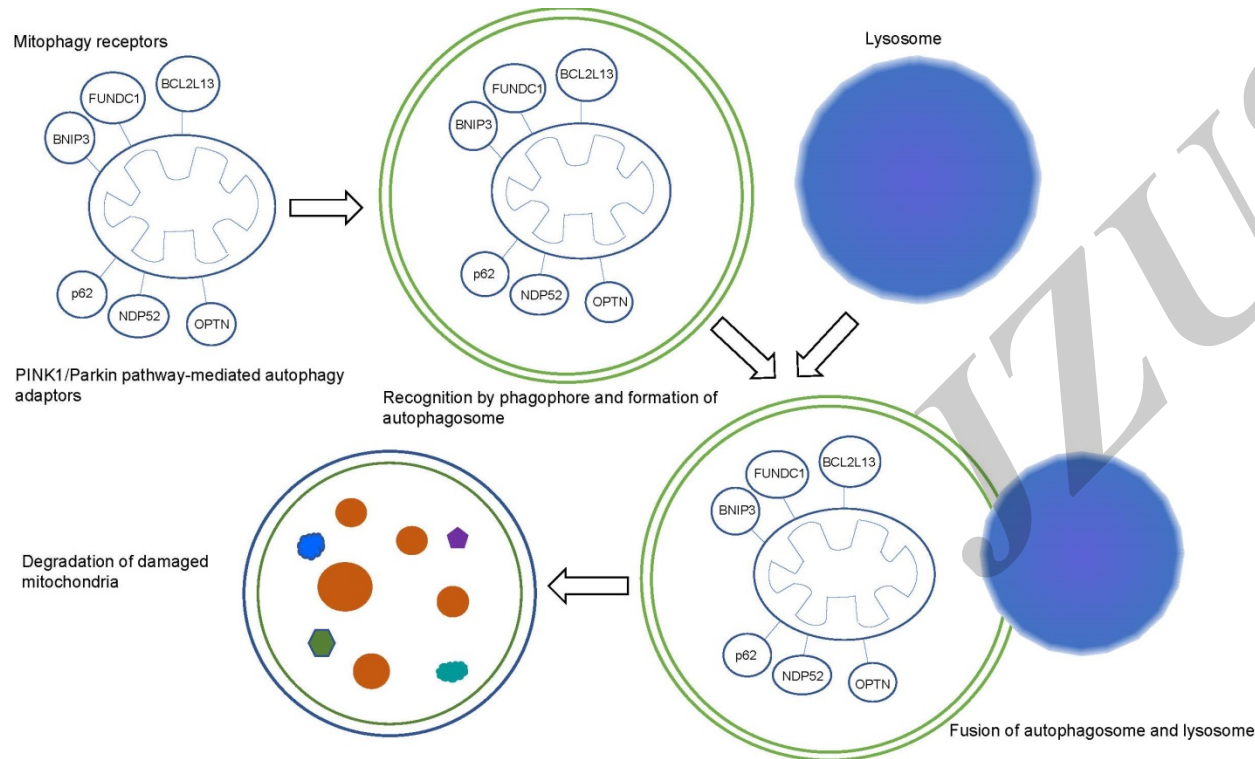 Mitophagy receptors
BCL2L13
FUNDC1
BNIP3
p62
NDP52
OPTN
PINK1/Parkin pathway-mediated autophagy
adaptors
BCL2L13
FUNDC1
BNIP3
p62
NDP52
OPTN
Recognition by phagophore and formation of
autophagosome
Lysosome
BCL2L13
FUNDC1
BNIP3
p62
NDP52
OPTN
Fusion of autophagosome and lysosome
Degradation of damaged
mitochondria
JZUS